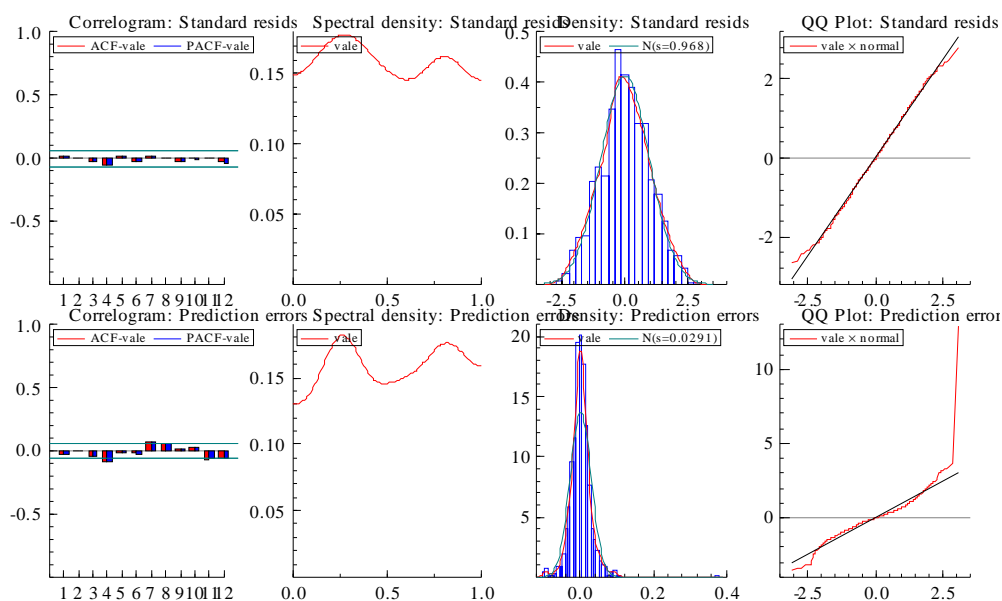 Correlogram: Standard resids
ACF-vale PACF-vale
1.0
0.5
0.0
-0.5
1 2 3 4 5 6 7 8 9 10 11 12
Spectral density: Standard resids
vale
0.15
0.10
0.05
0.0 0.5 1.0
Density: Standard resids
vale N(s=0.968)
0.5
0.4
0.3
0.2
0.1
-2.5 0.0 2.5
QQ Plot: Standard resids
vale × normal
2
0
-2
-2.5 0.0 2.5
Correlogram: Prediction errors
ACF-vale PACF-vale
1.0
0.5
0.0
-0.5
1 2 3 4 5 6 7 8 9 10 11 12
Spectral density: Prediction errors
vale
0.15
0.10
0.05
0.0 0.5 1.0
Density: Prediction errors
vale N(s=0.0291)
20
15
10
5
0.0 0.2 0.4
QQ Plot: Prediction errors
vale × normal
10
5
0
-2.5 0.0 2.5